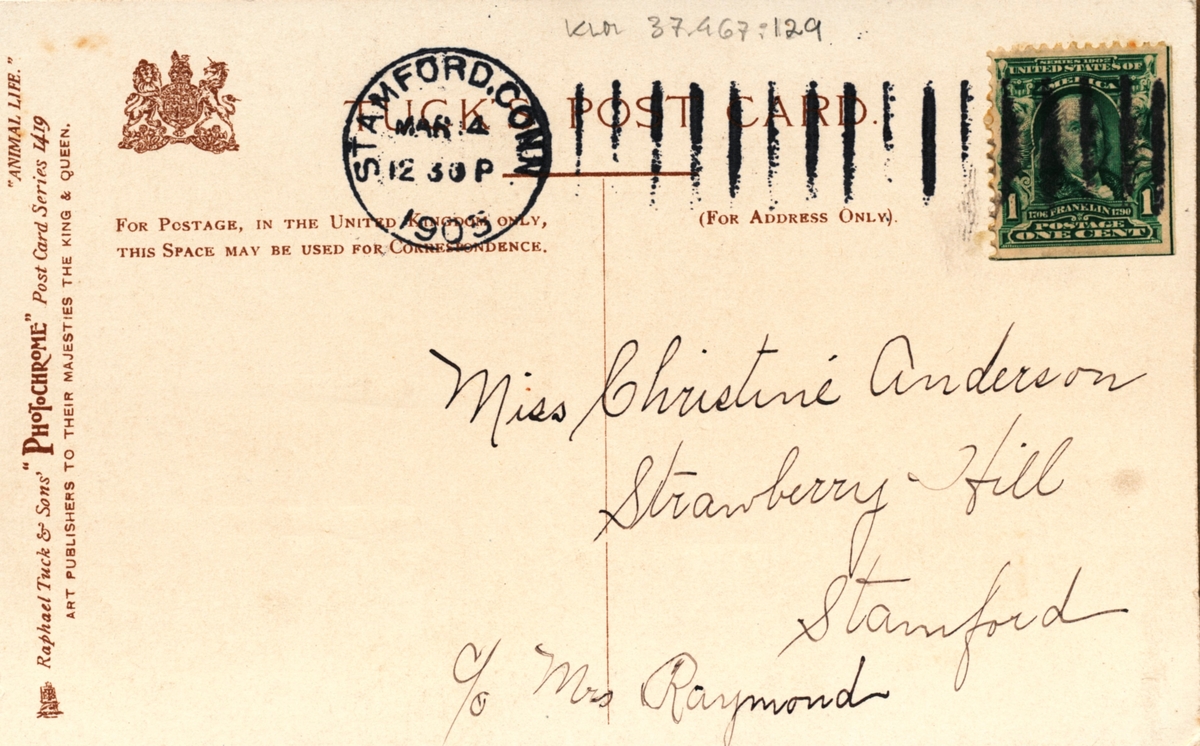 37.467:129
TUCK'S POST CARD.
STAMFORD, CONN
MAR 4
12 30 P
1905
SERIES 1902
UNITED STATES OF
AMERICA
1706 FRANKLIN 1790
1 1
POSTAGE
ONE CENT
FOR POSTAGE, IN THE UNITED KINGDOM ONLY,
THIS SPACE MAY BE USED FOR CORRESPONDENCE.
(FOR ADDRESS ONLY).
Miss Christine Anderson
Strawberry Hill
Stamford
c/o Mrs Raymond
"ANIMAL LIFE."
Raphael Tuck & Sons' "PHOTOCHROME" Post Card Series 1419
ART PUBLISHERS TO THEIR MAJESTIES THE KING & QUEEN.